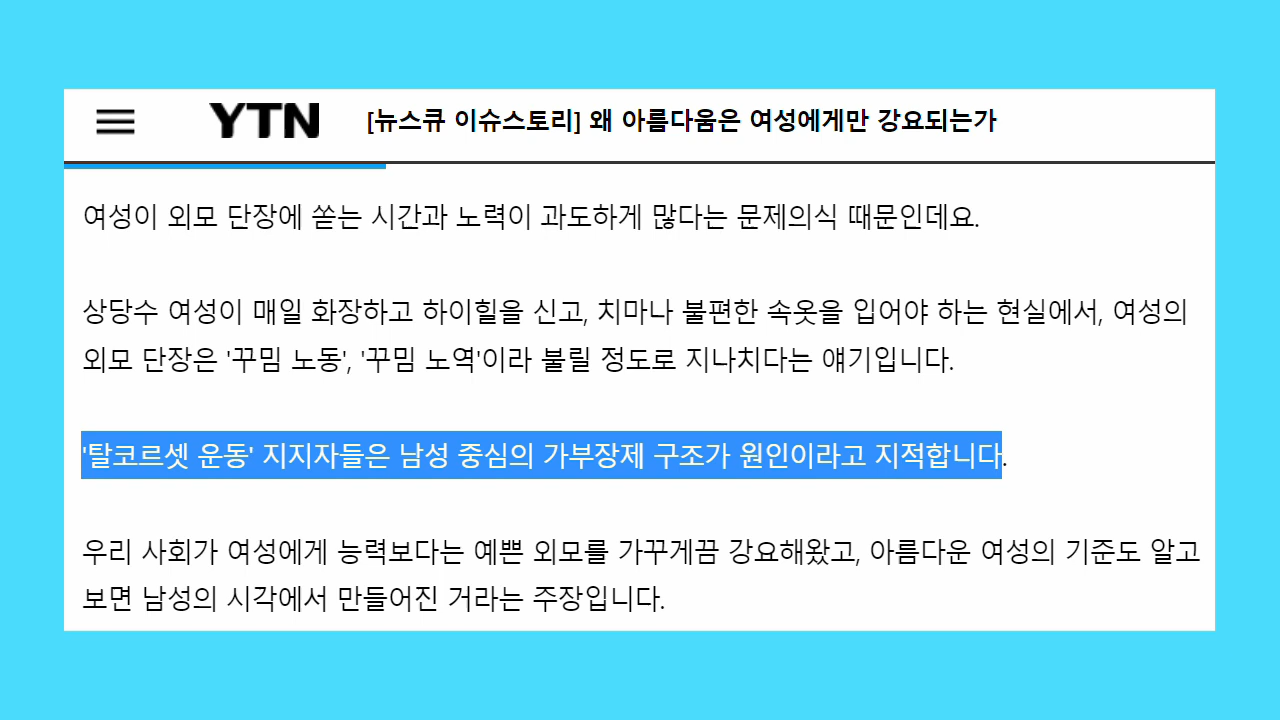 YTN [뉴스큐 이슈스토리] 왜 아름다움은 여성에게만 강요되는가
여성이 외모 단장에 쏟는 시간과 노력이 과도하게 많다는 문제의식 때문인데요.
상당수 여성이 매일 화장하고 하이힐을 신고, 치마나 불편한 속옷을 입어야 하는 현실에서, 여성의
외모 단장은 '꾸밈 노동', '꾸밈 노역'이라 불릴 정도로 지나치다는 얘기입니다.
'탈코르셋 운동' 지지자들은 남성 중심의 가부장제 구조가 원인이라고 지적합니다.
우리 사회가 여성에게 능력보다는 예쁜 외모를 가꾸게끔 강요해왔고, 아름다운 여성의 기준도 알고
보면 남성의 시각에서 만들어진 거라는 주장입니다.